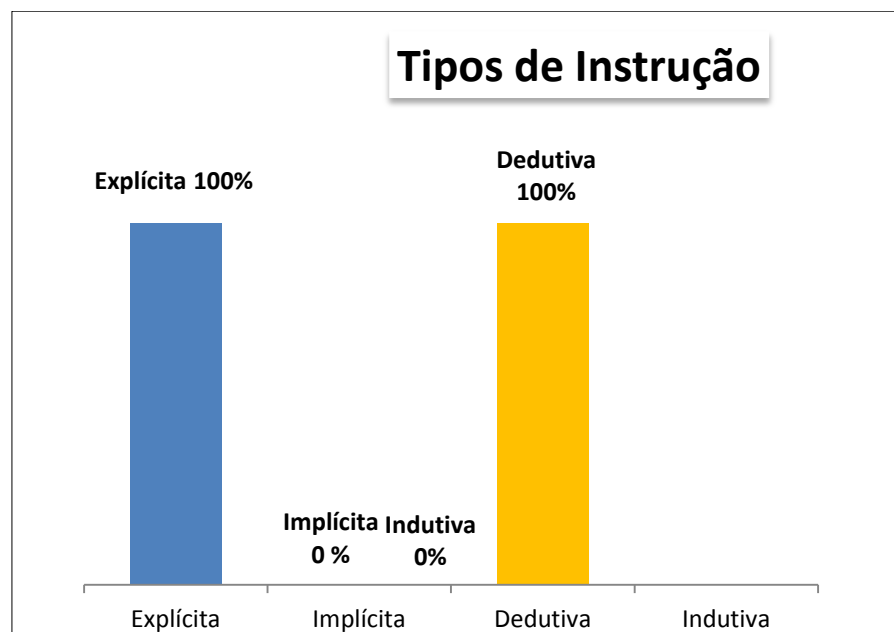 Tipos de Instrução
Explícita 100%
Dedutiva
100%
Implícita
0 %
Indutiva
0%
Explícita
Implícita
Dedutiva
Indutiva